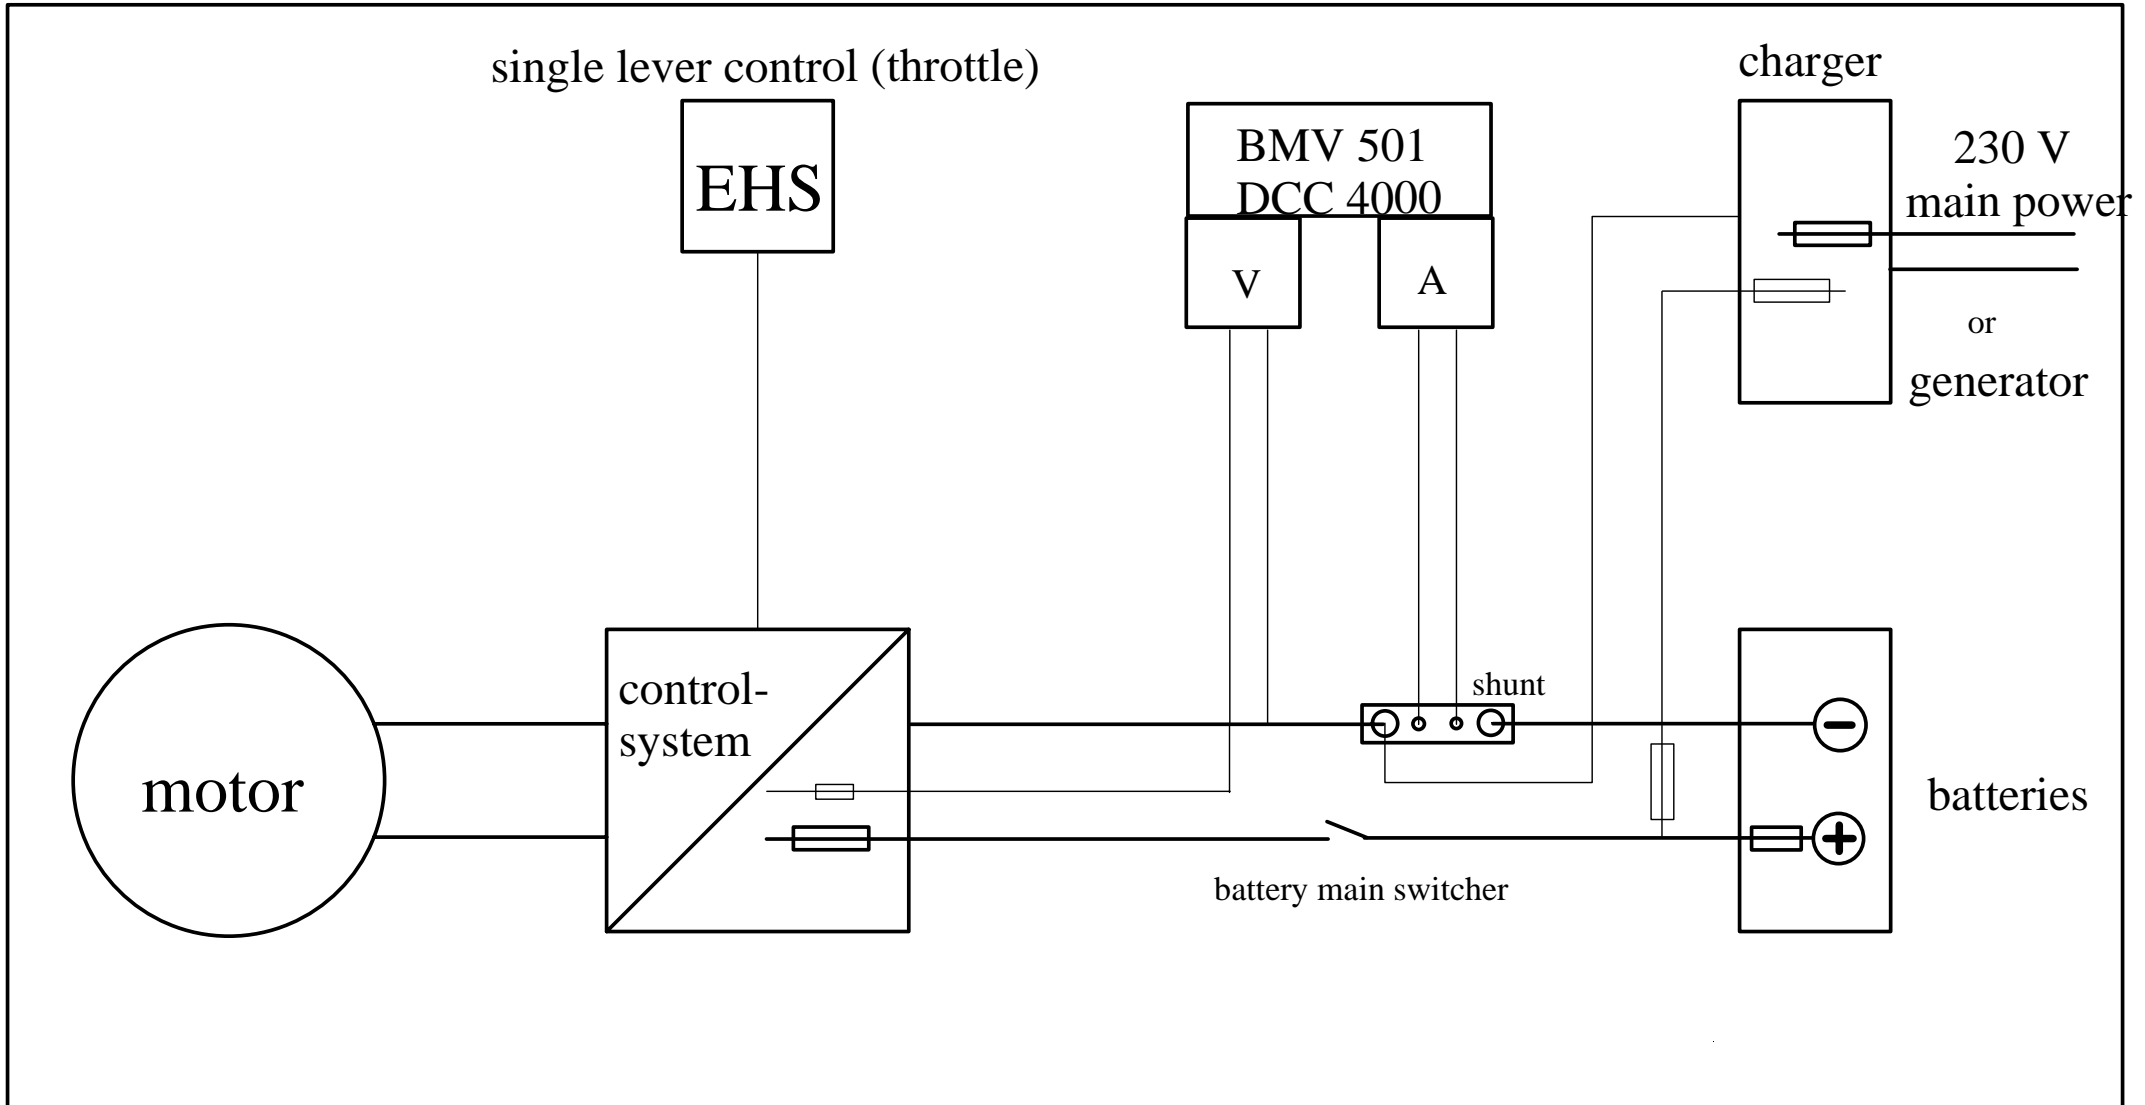 single lever control (throttle)
charger
EHS
BMV 501
DCC 4000
230 V
main power
V
A
or
generator
control-
system
shunt
motor
batteries
battery main switcher